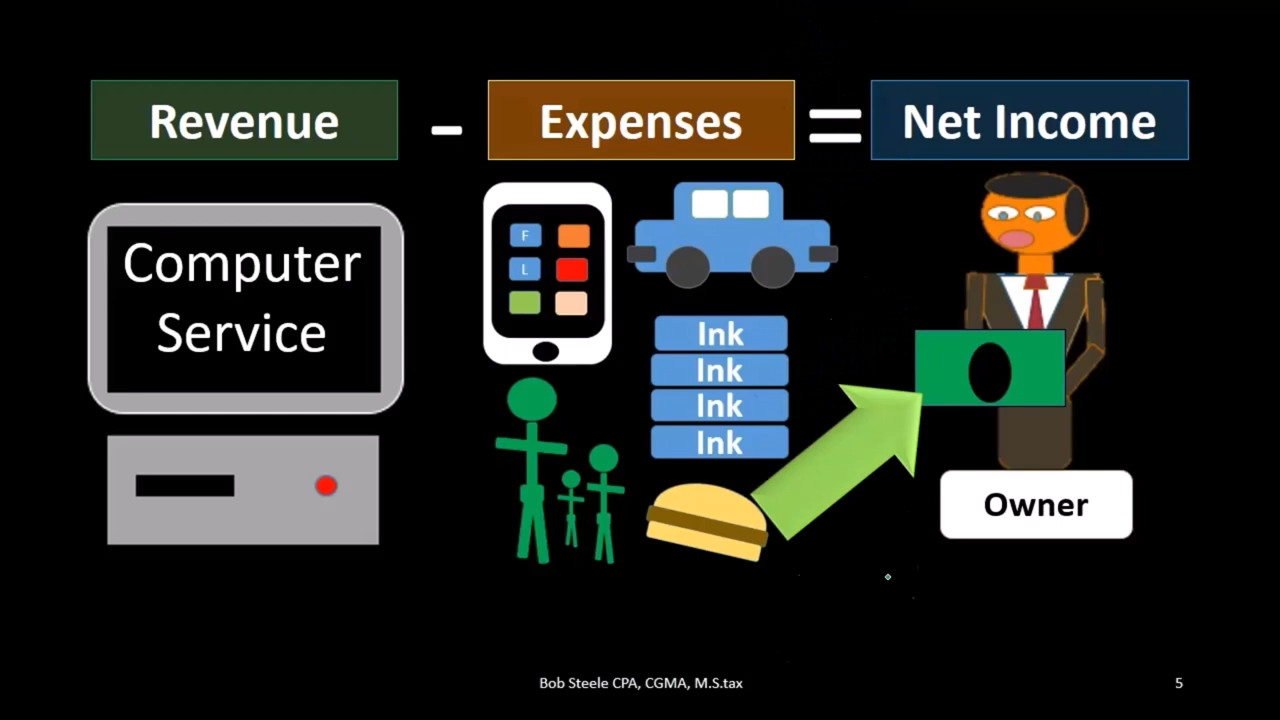 Revenue - Expenses = Net Income
Computer
Service
F
L
Ink
Ink
Ink
Ink
Owner
Bob Steele CPA, CGMA, M.S.tax
5